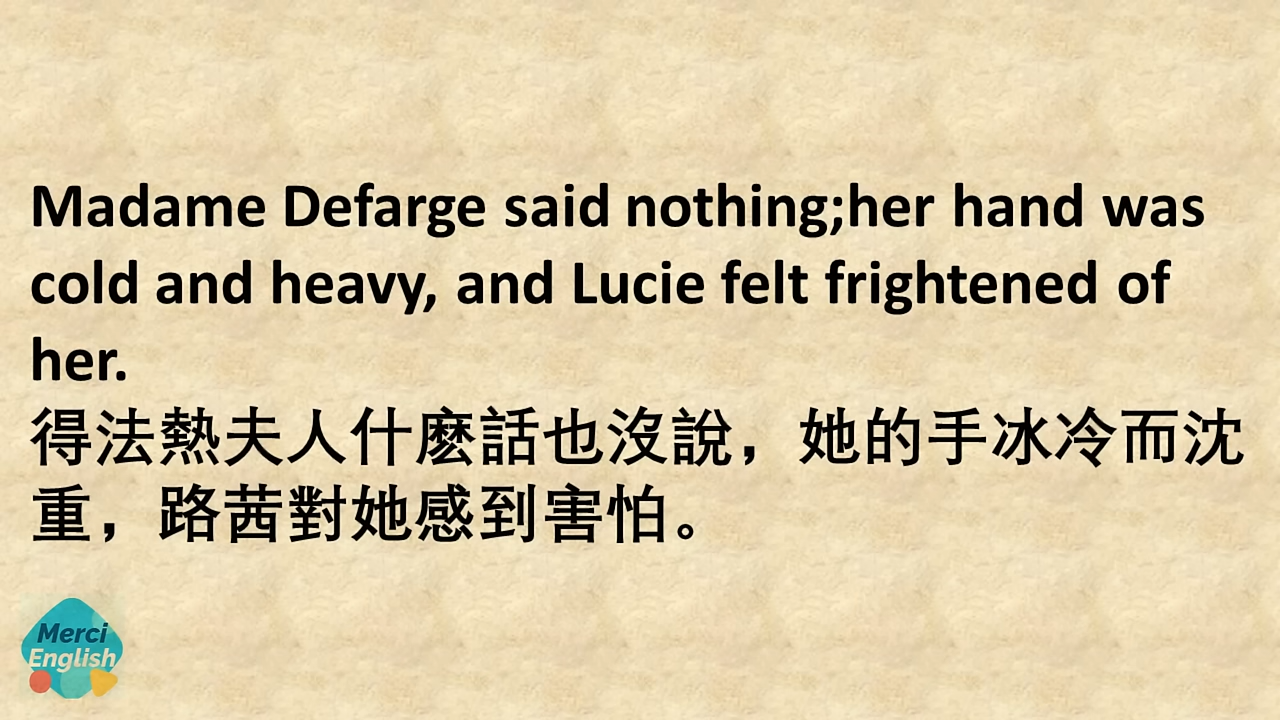 Madame Defarge said nothing;her hand was
cold and heavy, and Lucie felt frightened of
her.
得法熱夫人什麽話也沒說，她的手冰冷而沈
重，路茜對她感到害怕。
Merci
English